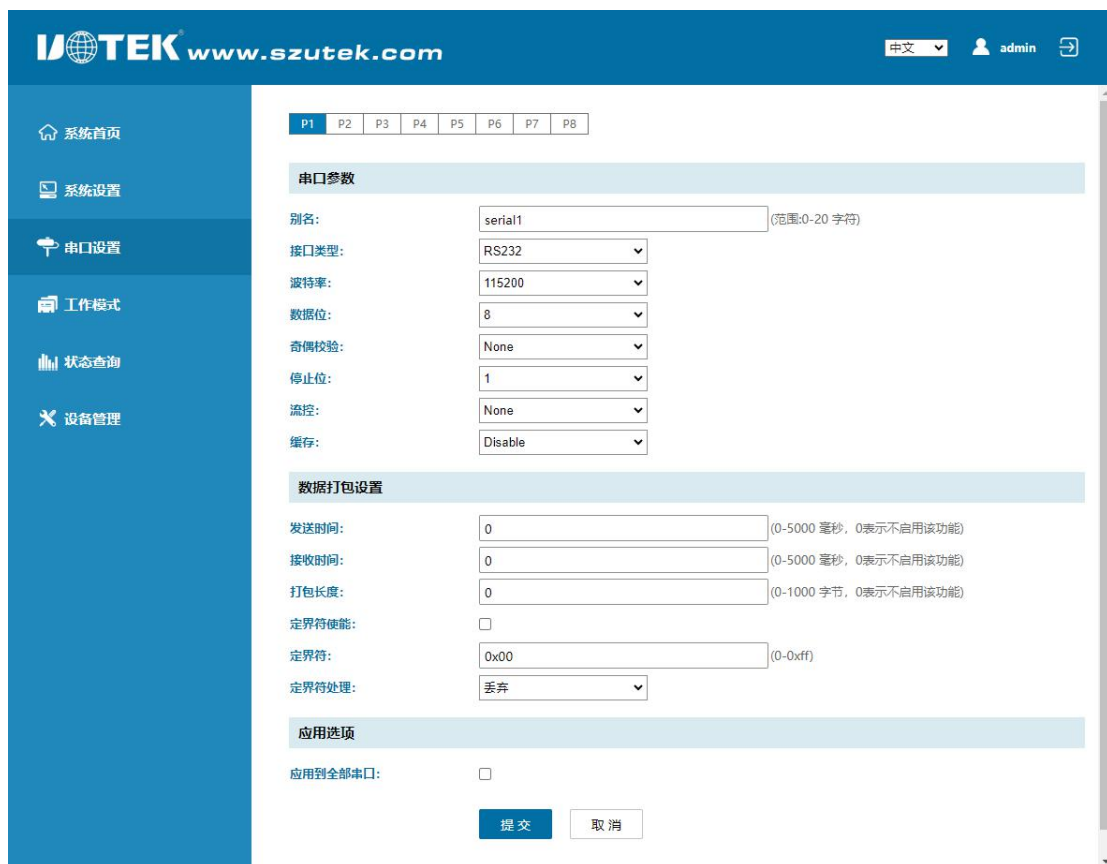 UOTEK® www.szutek.com
中文 admin
系统首页
系统设置
串口设置
工作模式
状态查询
设备管理
P1 P2 P3 P4 P5 P6 P7 P8
串口参数
别名: serial1 (范围:0-20 字符)
接口类型: RS232
波特率: 115200
数据位: 8
奇偶校验: None
停止位: 1
流控: None
缓存: Disable
数据打包设置
发送时间: 0 (0-5000 毫秒，0表示不启用该功能)
接收时间: 0 (0-5000 毫秒，0表示不启用该功能)
打包长度: 0 (0-1000 字节，0表示不启用该功能)
定界符使能:
定界符: 0x00 (0-0xff)
定界符处理: 丢弃
应用选项
应用到全部串口:
提交 取消